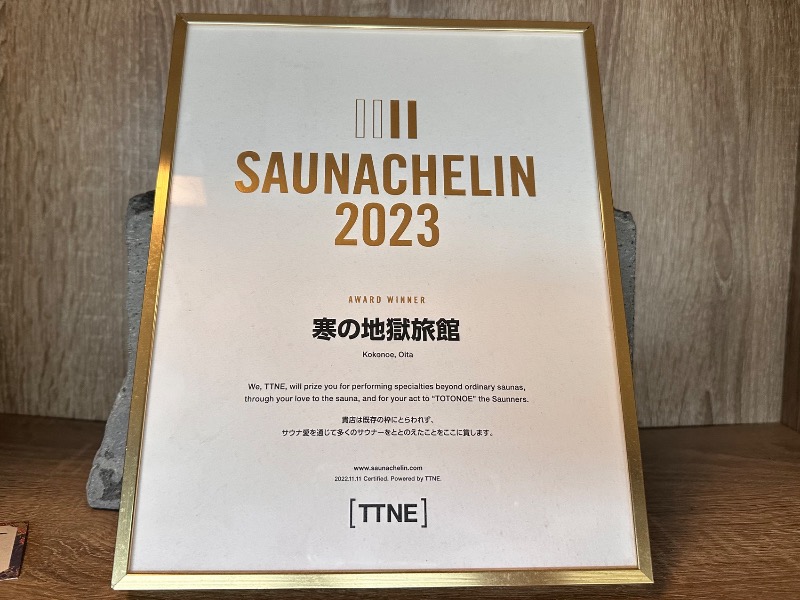 SAUNACHELIN
2023
AWARD WINNER
寒の地獄旅館
Kokonoe, Oita
We, TTNE, will prize you for performing specialties beyond ordinary saunas,
through your love to the sauna, and for your act to “TOTONOE” the Saunners.
貴店は既存の枠にとらわれず、
サウナ愛を通じて多くのサウナーをととのえたことをここに賞します。
www.saunachelin.com
2022.11.11 Certified. Powered by TTNE.
[TTNE]